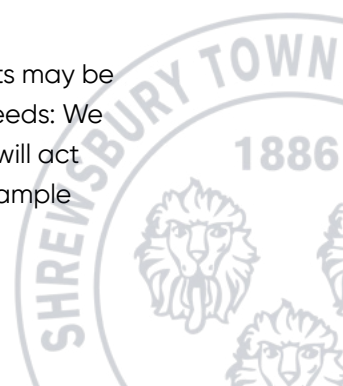 ts may be
eeds: We
will act
ample
SHREWSBURY TOWN
1886